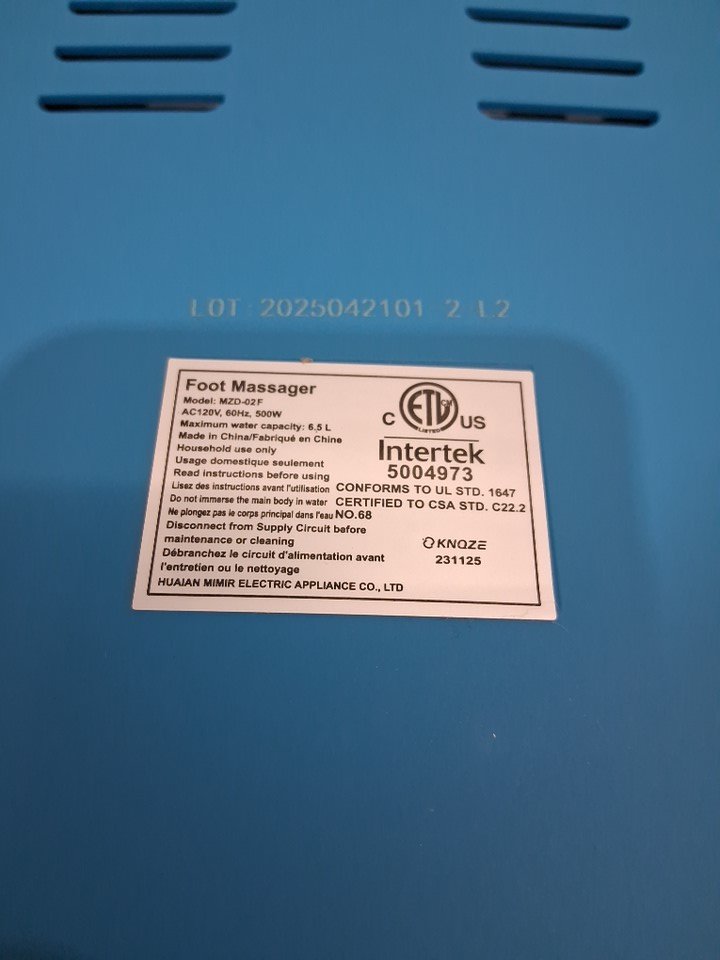 LOT:2025042101 2 L2
Foot Massager
Model: MZD-02F
AC120V, 60Hz, 500W
Maximum water capacity: 6.5 L
Made in China/Fabriqué en Chine
Household use only
Usage domestique seulement
Read instructions before using
Lisez des instructions avant l'utilisation
Do not immerse the main body in water
Ne plongez pas le corps principal dans l'eau
Disconnect from Supply Circuit before
maintenance or cleaning
Débranchez le circuit d'alimentation avant
l'entretien ou le nettoyage
HUAIAN MIMIR ELECTRIC APPLIANCE CO., LTD
ETL CM
LISTED
C US
Intertek
5004973
CONFORMS TO UL STD. 1647
CERTIFIED TO CSA STD. C22.2
NO.68
KNQZE
231125